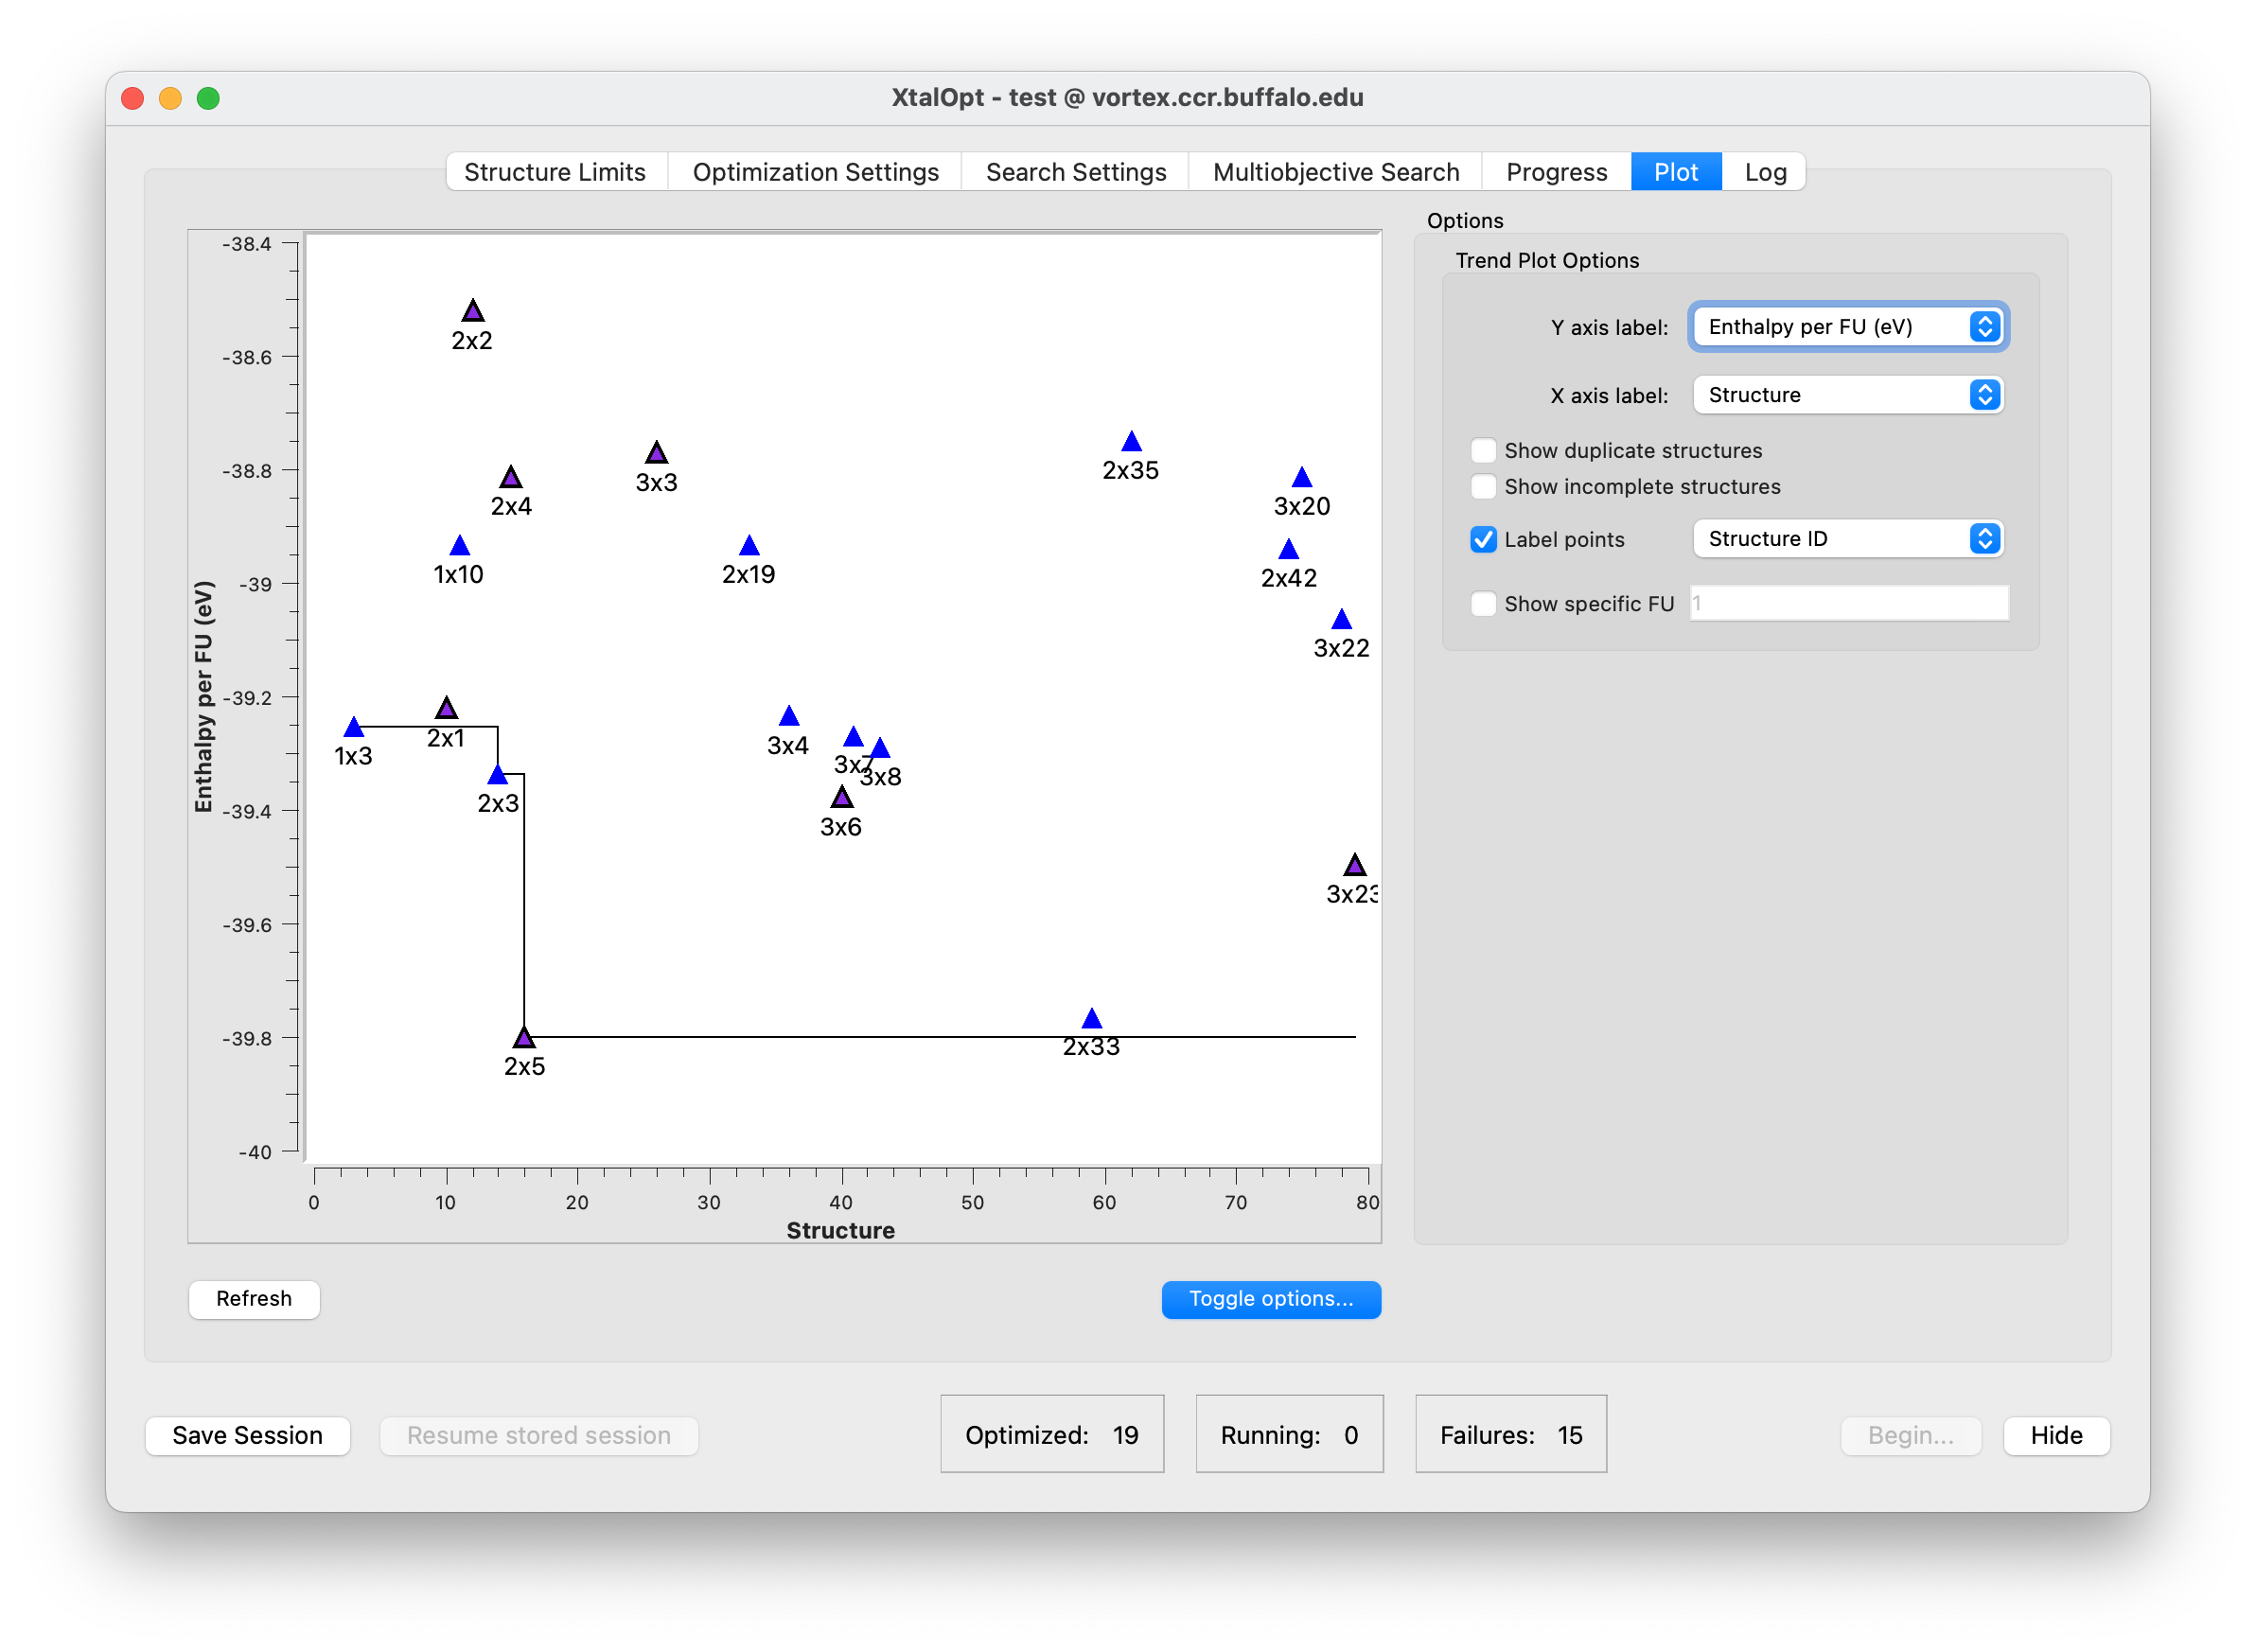 XtalOpt - test @ vortex.ccr.buffalo.edu
Structure Limits
Optimization Settings
Search Settings
Multiobjective Search
Progress
Plot
Log
Options
Trend Plot Options
Y axis label:
Enthalpy per FU (eV)
X axis label:
Structure
Show duplicate structures
Show incomplete structures
Label points
Structure ID
Show specific FU
1
Enthalpy per FU (eV)
-38.4
-38.6
-38.8
-39
-39.2
-39.4
-39.6
-39.8
-40
2x2
3x3
2x35
2x4
3x20
1x10
2x19
2x42
3x22
2x1
3x4
1x3
3x7
3x8
2x3
3x6
3x23
2x33
2x5
0
10
20
30
40
50
60
70
80
Structure
Refresh
Toggle options...
Save Session
Resume stored session
Optimized: 19
Running: 0
Failures: 15
Begin...
Hide